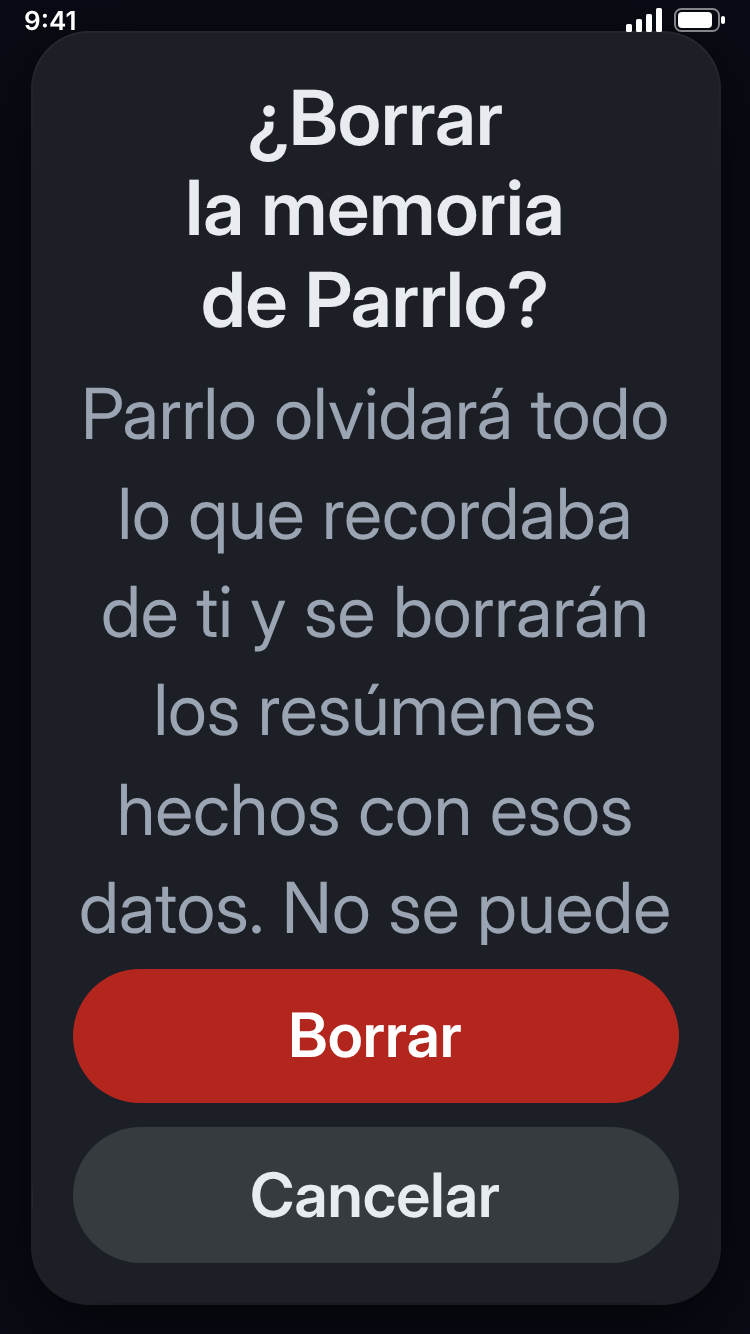 9:41
¿Borrar
la memoria
de Parrlo?
Parrlo olvidará todo
lo que recordaba
de ti y se borrarán
los resúmenes
hechos con esos
datos. No se puede
Borrar
Cancelar